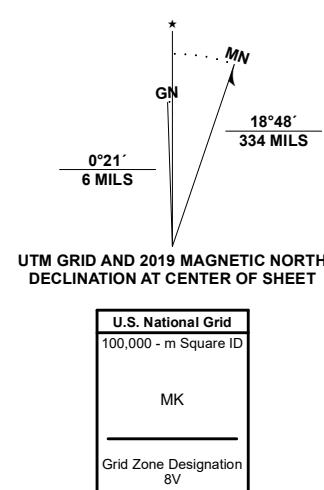 MN
GN
18°48´
334 MILS
0°21´
6 MILS
UTM GRID AND 2019 MAGNETIC NORTH
DECLINATION AT CENTER OF SHEET
U.S. National Grid
100,000 - m Square ID
MK
Grid Zone Designation
8V